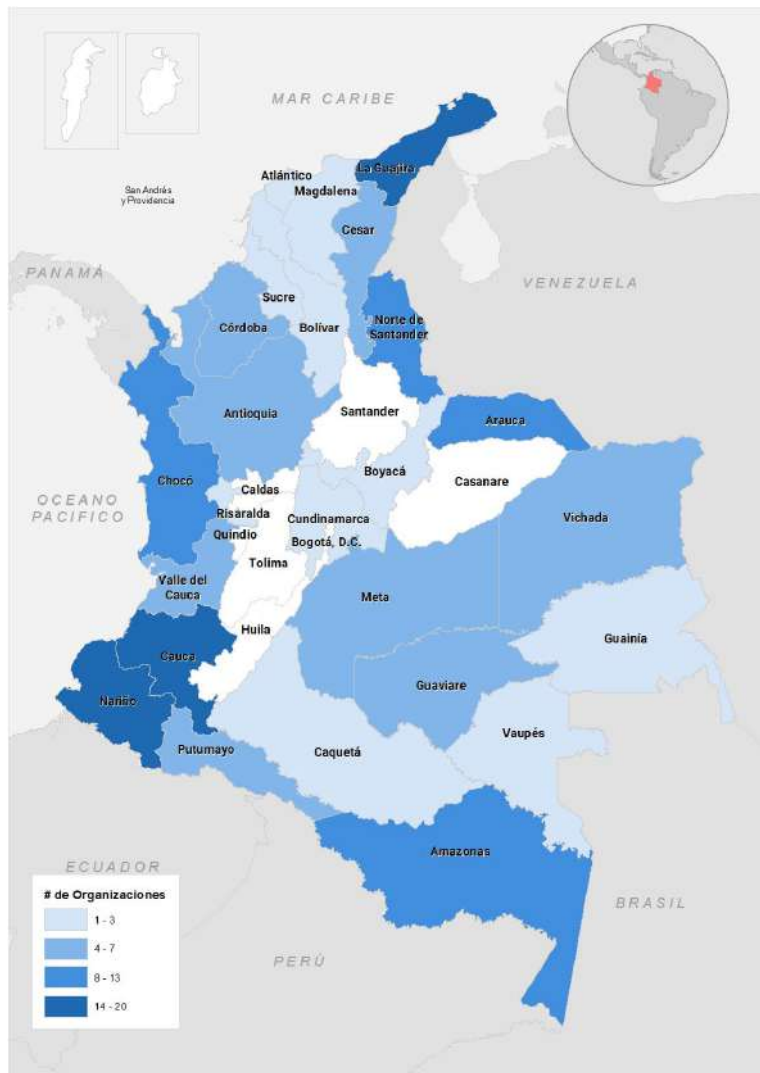 MAR CARIBE
La Guajira
Atlántico
Magdalena
San Andrés
y Providencia
Cesar
PANAMÁ
VENEZUELA
Sucre
Córdoba
Bolívar
Norte de
Santander
Antioquia
Santander
Arauca
Boyacá
Chocó
Caldas
Casanare
OCEANO
PACIFICO
Risaralda
Cundinamarca
Vichada
Quindio
Bogotá, D.C.
Tolima
Valle del
Cauca
Meta
Huila
Guainía
Cauca
Guaviare
Nariño
Vaupés
Putumayo
Caquetá
ECUADOR
Amazonas
BRASIL
PERÙ
# de Organizaciones
1 - 3
4 - 7
8 - 13
14 - 20